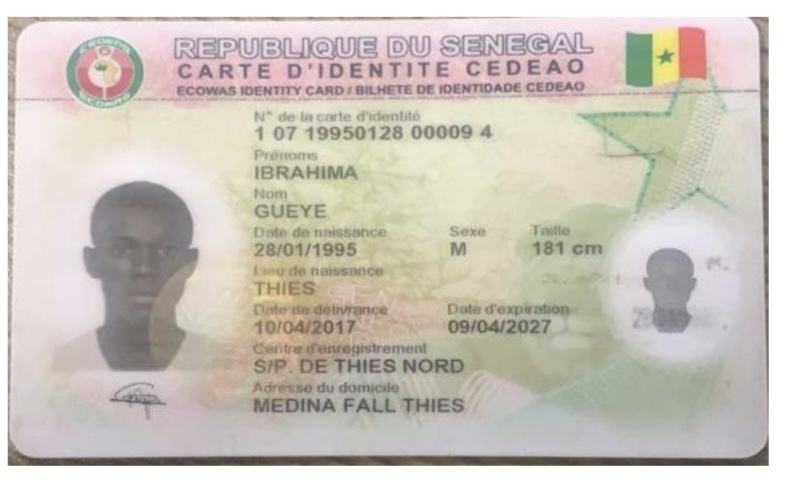 REPUBLIQUE DU SENEGAL
CARTE D'IDENTITE CEDEAO
ECOWAS IDENTITY CARD / BILHETE DE IDENTIDADE CEDEAO
N° de la carte d'identité
1 07 19950128 00009 4
Prénoms
IBRAHIMA
Nom
GUEYE
Date de naissance Sexe Taille
28/01/1995 M 181 cm
Lieu de naissance
THIES
Date de délivrance Date d'expiration
10/04/2017 09/04/2027
Centre d'enregistrement
S/P. DE THIES NORD
Adresse du domicile
MEDINA FALL THIES